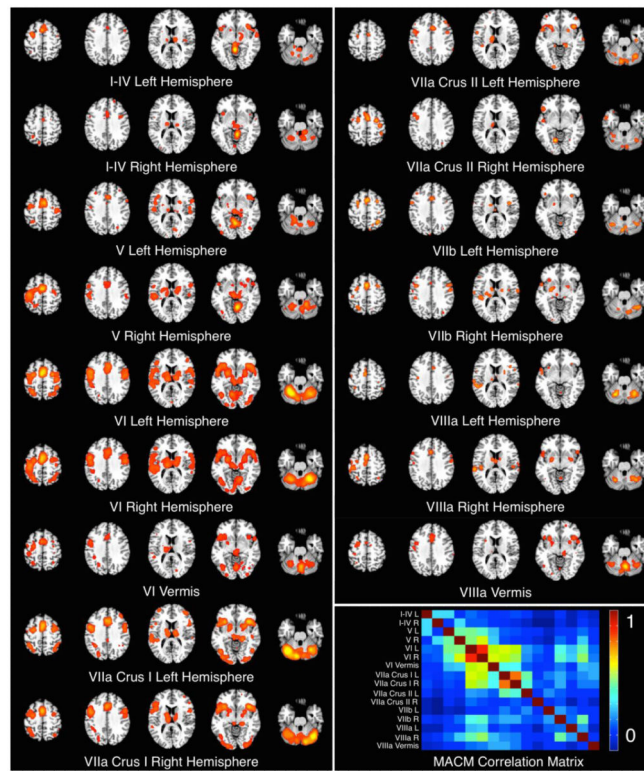 I-IV Left Hemisphere
I-IV Right Hemisphere
V Left Hemisphere
V Right Hemisphere
VI Left Hemisphere
VI Right Hemisphere
VI Vermis
VIIa Crus I Left Hemisphere
VIIa Crus I Right Hemisphere
VIIa Crus II Left Hemisphere
VIIa Crus II Right Hemisphere
VIIb Left Hemisphere
VIIb Right Hemisphere
VIIIa Left Hemisphere
VIIIa Right Hemisphere
VIIIa Vermis
I-IV L
I-IV R
V L
V R
VI L
VI R
VI Vermis
VIIa Crus I L
VIIa Crus I R
VIIa Crus II L
VIIa Crus II R
VIIb L
VIIb R
VIIIa L
VIIIa R
VIIIa Vermis
1
0
MACM Correlation Matrix